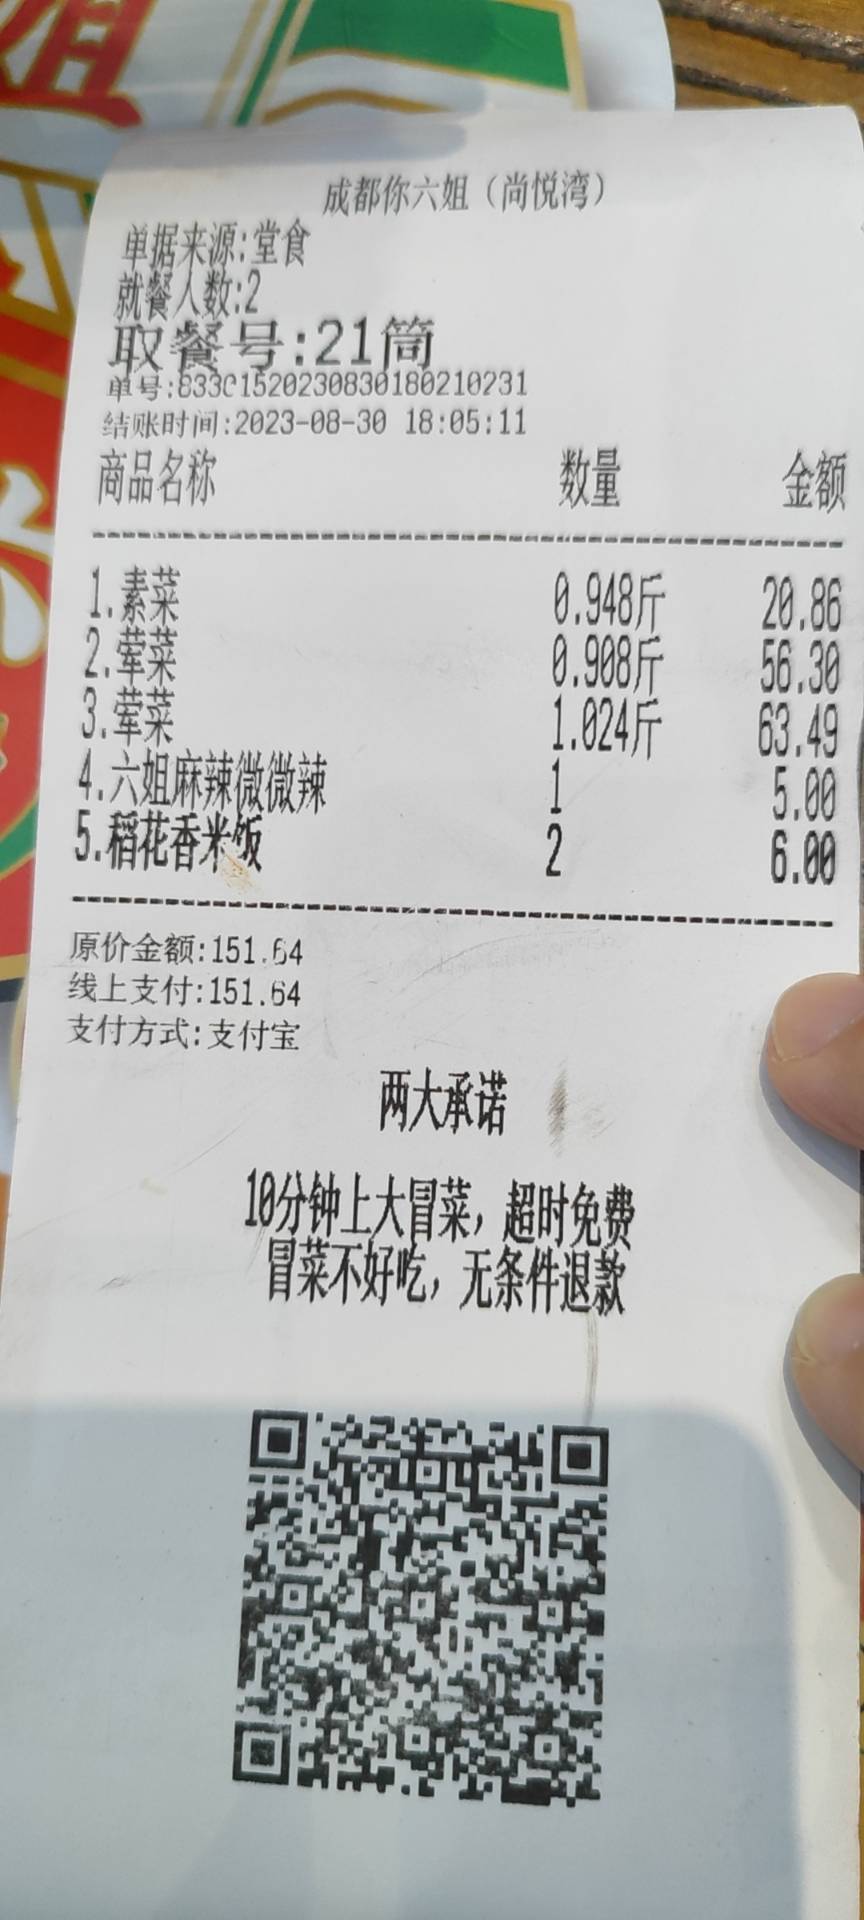 姐
成都你六姐（尚悦湾）
单据来源:堂食
就餐人数:2
取餐号:21筒
单号:833C15202308301802​10231
结账时间:2023-08-30 18:05:11
商品名称 数量 金额
1.素菜 0.948斤 20.86
2.荤菜 0.908斤 56.30
3.荤菜 1.024斤 63.49
4.六姐麻辣微微辣 1 5.00
5.稻花香米饭 2 6.00
原价金额:151.64
线上支付:151.64
支付方式:支付宝
两大承诺
10分钟上大冒菜，超时免费
冒菜不好吃，无条件退款